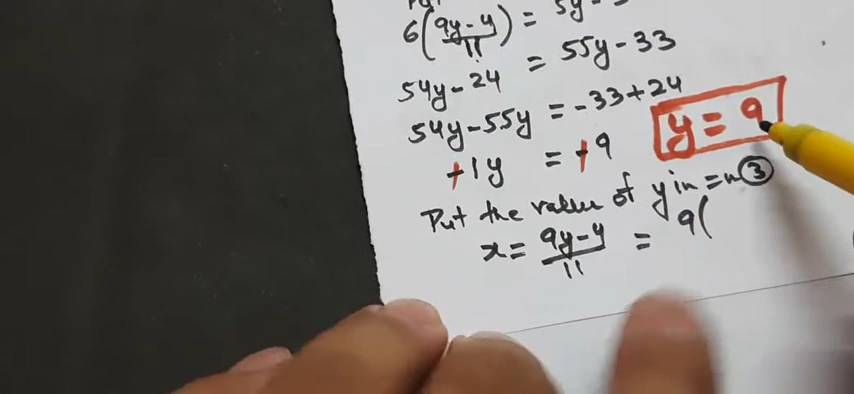 6(9y-4/11) = 5y-3
54y-24 = 55y-33
54y-55y = -33+24
+1y = +9
y = 9
Put the value of y in =n ③
x = 9y-4/11 = 9(